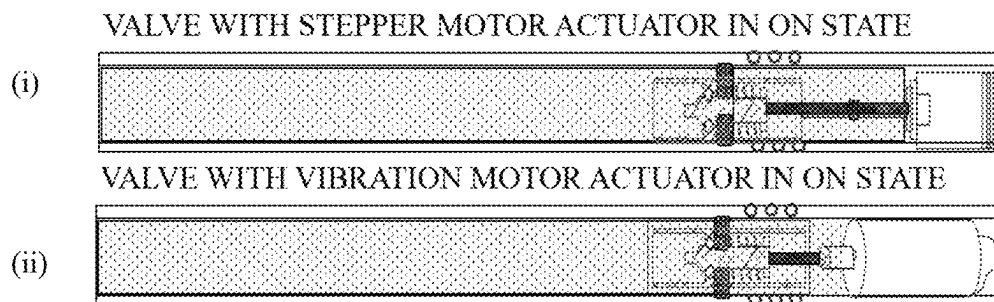 VALVE WITH STEPPER MOTOR ACTUATOR IN ON STATE
(i)
VALVE WITH VIBRATION MOTOR ACTUATOR IN ON STATE
(ii)